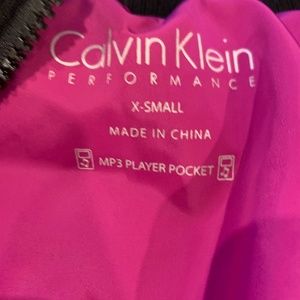 Calvin Klein
PERFORMANCE
X-SMALL
MADE IN CHINA
MP3 PLAYER POCKET